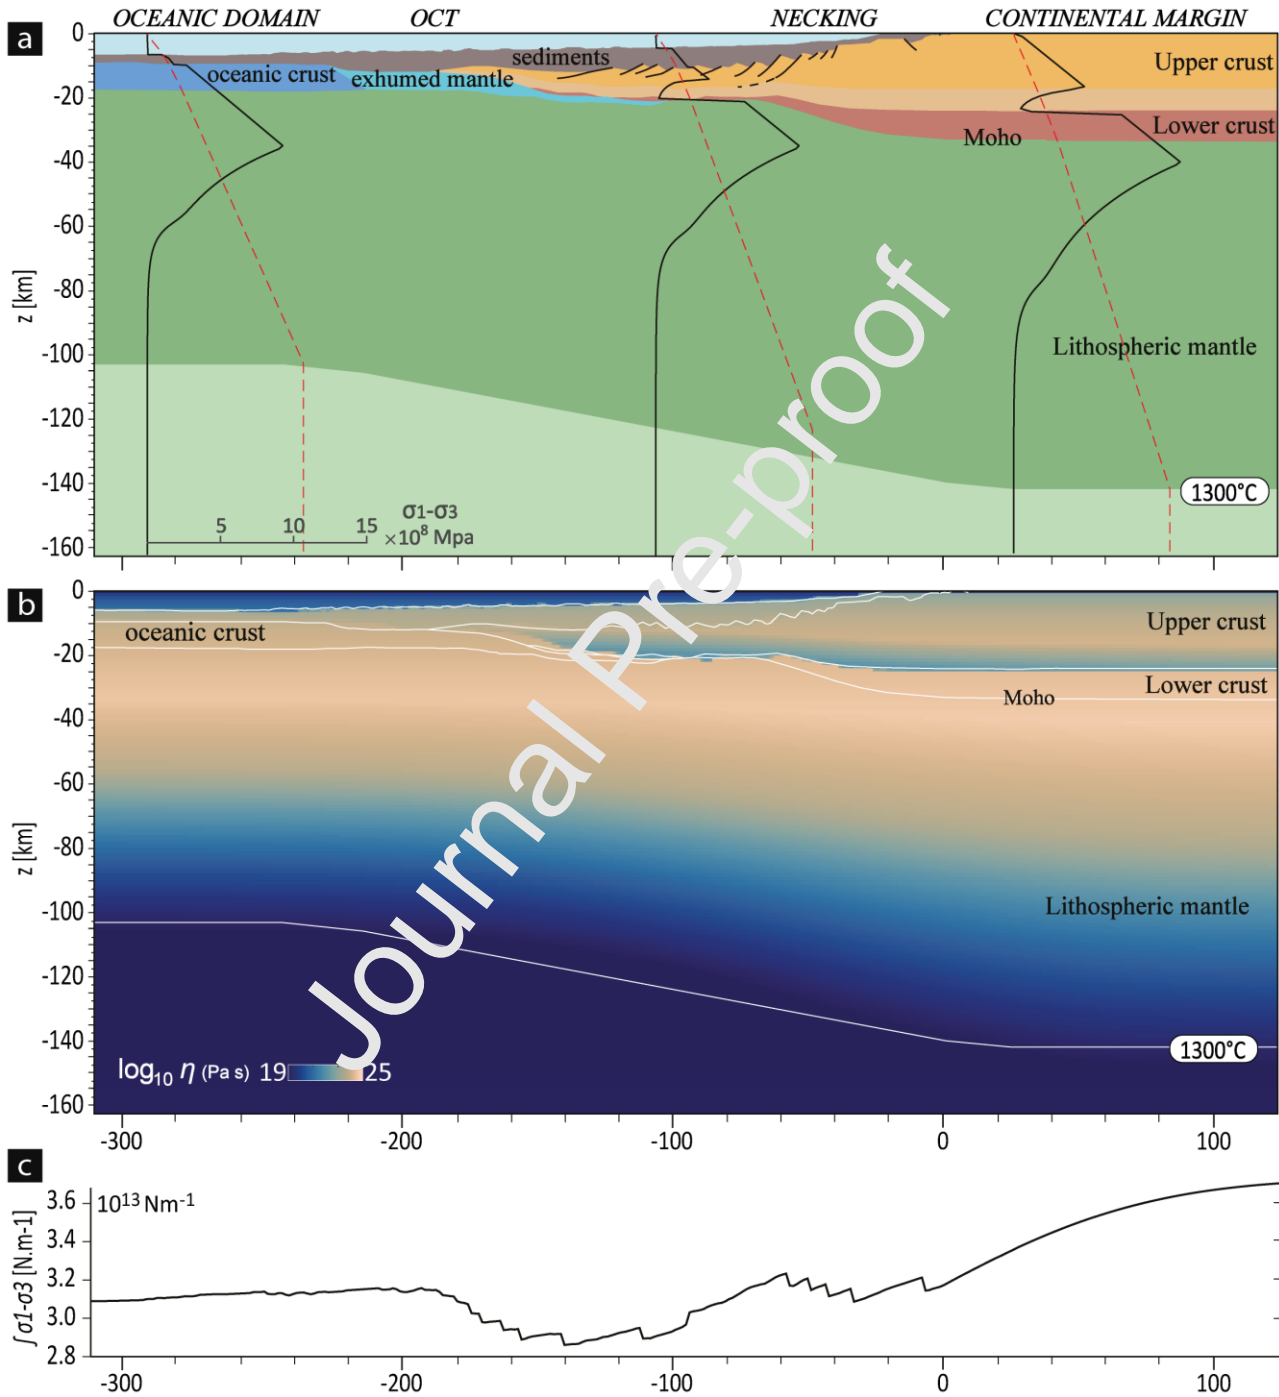 a
OCEANIC DOMAIN OCT NECKING CONTINENTAL MARGIN
0
-20
-40
-60
-80
-100
-120
-140
-160
z [km]
sediments
oceanic crust
exhumed mantle
Upper crust
Lower crust
Moho
Lithospheric mantle
1300°C
σ1-σ3
5 10 15 ×10⁸ Mpa
Journal Pre-proof
b
0
-20
-40
-60
-80
-100
-120
-140
-160
z [km]
oceanic crust
Upper crust
Lower crust
Moho
Lithospheric mantle
1300°C
log₁₀ η (Pa s) 19 25
-300 -200 -100 0 100
c
10¹³ Nm⁻¹
3.6
3.4
3.2
3.0
2.8
∫σ1-σ3 [N.m-1]
-300 -200 -100 0 100